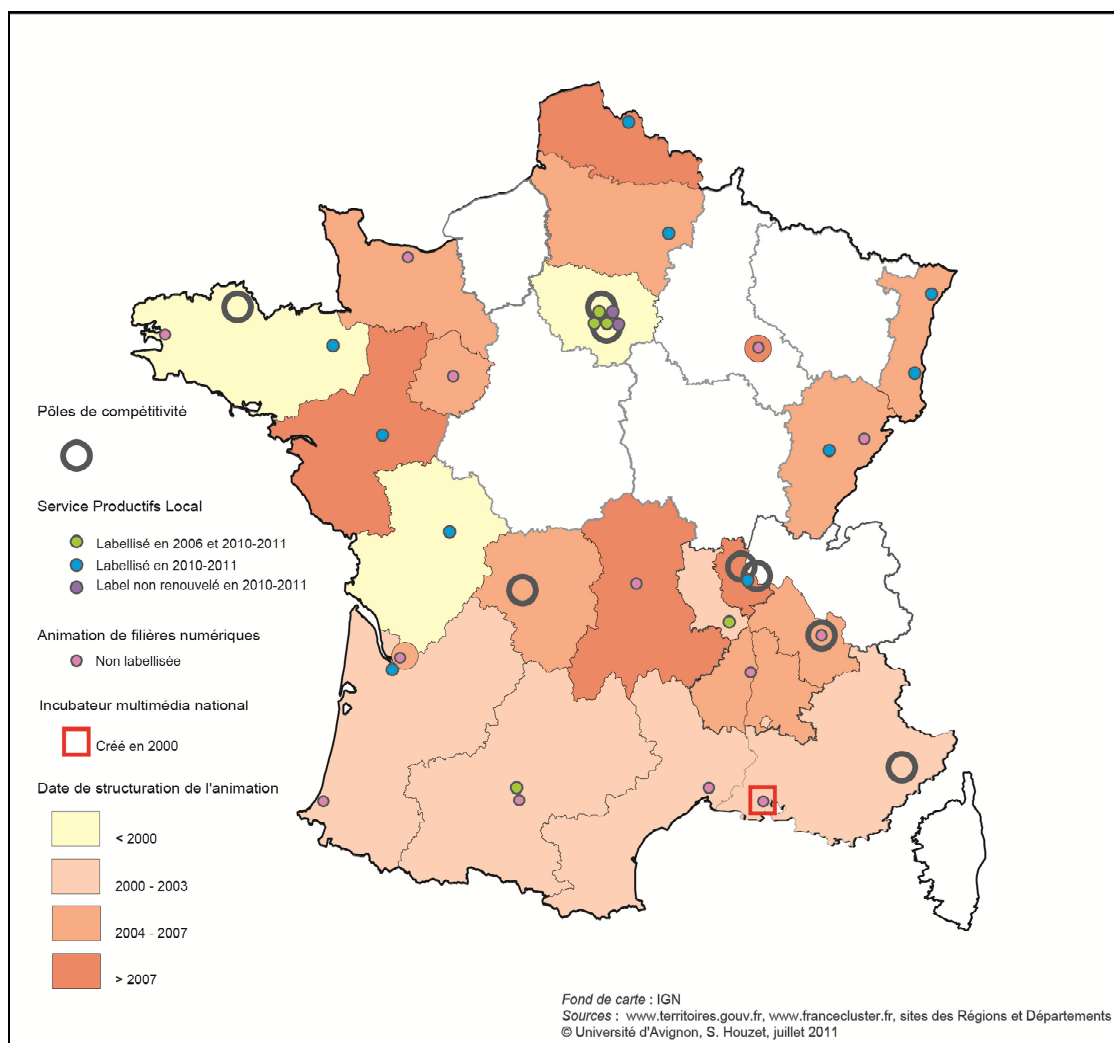 Pôles de compétitivité
Service Productifs Local
Labellisé en 2006 et 2010-2011
Labellisé en 2010-2011
Label non renouvelé en 2010-2011
Animation de filières numériques
Non labellisée
Incubateur multimédia national
Créé en 2000
Date de structuration de l'animation
< 2000
2000 - 2003
2004 - 2007
> 2007
Fond de carte : IGN
Sources : www.territoires.gouv.fr, www.francecluster.fr, sites des Régions et Départements
© Université d'Avignon, S. Houzet, juillet 2011